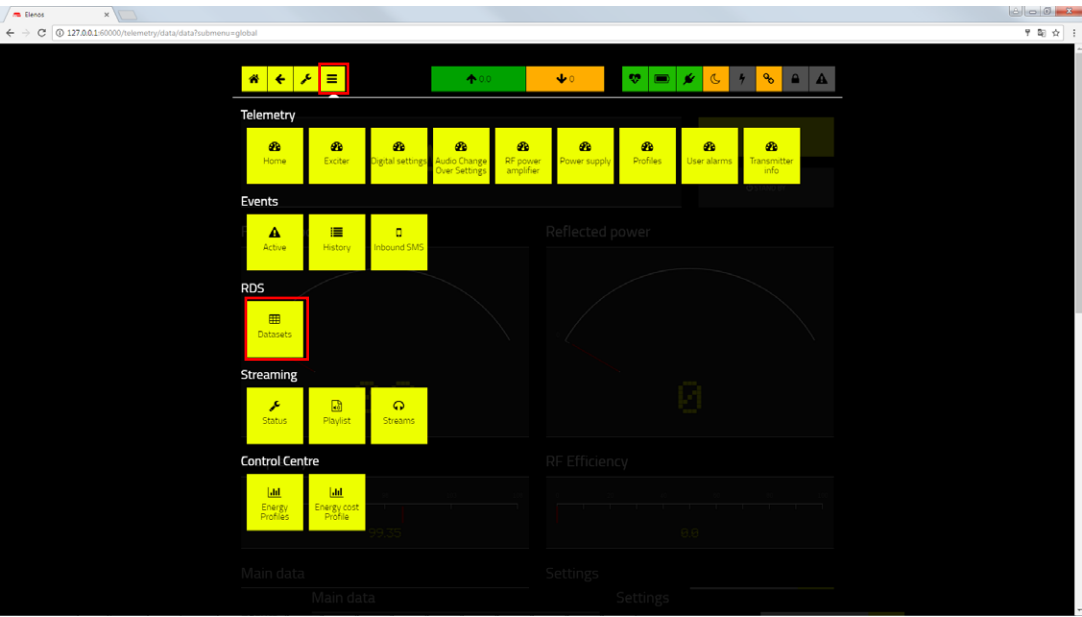 Elenos
127.0.0.1:60000/telemetry/data/data?submenu=global
0.0
0
Telemetry
Home
Exciter
Digital settings
Audio Change
Over Settings
RF power
amplifier
Power supply
Profiles
User alarms
Transmitter
info
Events
Active
History
Inbound SMS
Reflected power
RDS
Datasets
Streaming
Status
Playlist
Streams
0
Control Centre
RF Efficiency
Energy
Profiles
Energy cost
Profile
99.35
0.0
Main data
Settings
Main data
Settings